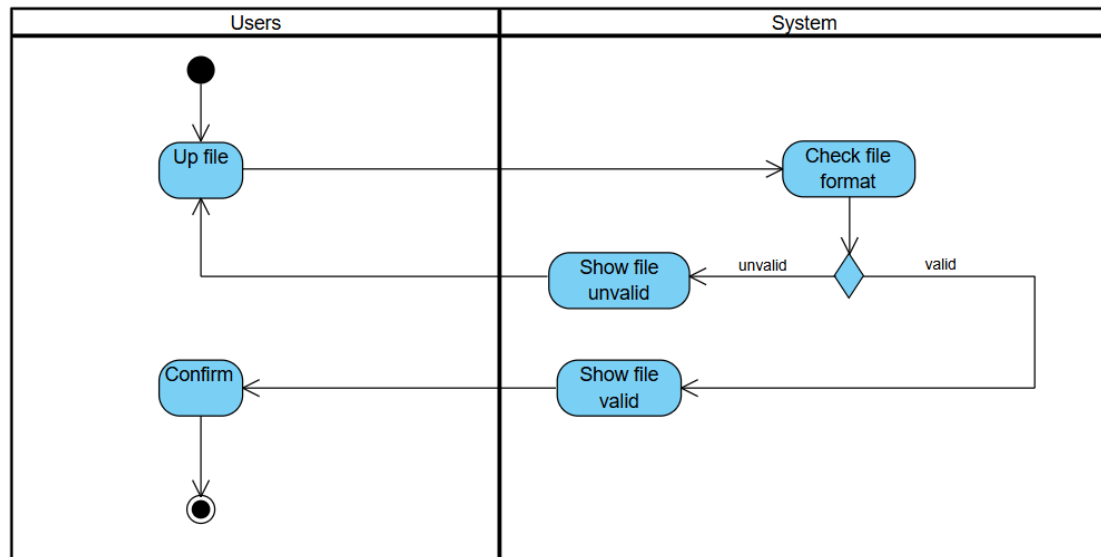 Users
System
Up file
Check file
format
Show file
unvalid
unvalid
valid
Confirm
Show file
valid